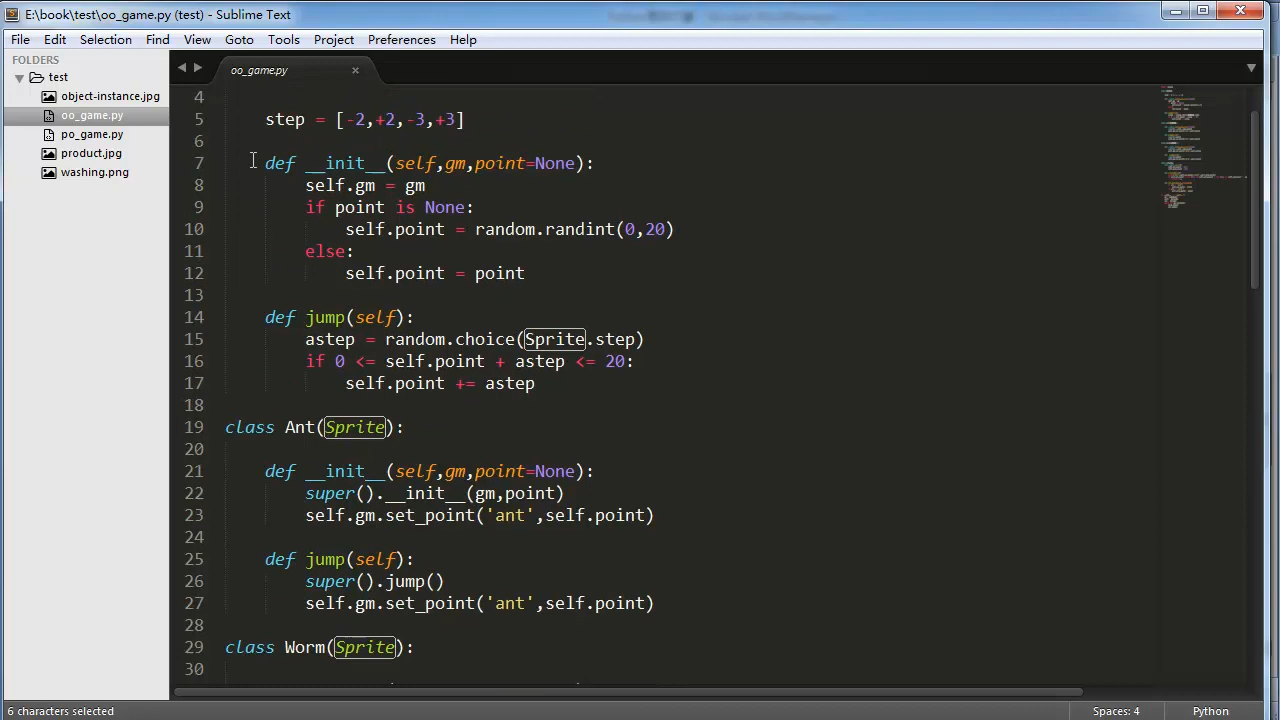 E:\book\test\oo_game.py (test) - Sublime Text
File Edit Selection Find View Goto Tools Project Preferences Help
FOLDERS
test
object-instance.jpg
oo_game.py
po_game.py
product.jpg
washing.png
oo_game.py
4
5 step = [-2,+2,-3,+3]
6
7 def __init__(self,gm,point=None):
8 self.gm = gm
9 if point is None:
10 self.point = random.randint(0,20)
11 else:
12 self.point = point
13
14 def jump(self):
15 astep = random.choice(Sprite.step)
16 if 0 <= self.point + astep <= 20:
17 self.point += astep
18
19 class Ant(Sprite):
20
21 def __init__(self,gm,point=None):
22 super().__init__(gm,point)
23 self.gm.set_point('ant',self.point)
24
25 def jump(self):
26 super().jump()
27 self.gm.set_point('ant',self.point)
28
29 class Worm(Sprite):
30
6 characters selected
Spaces: 4
Python